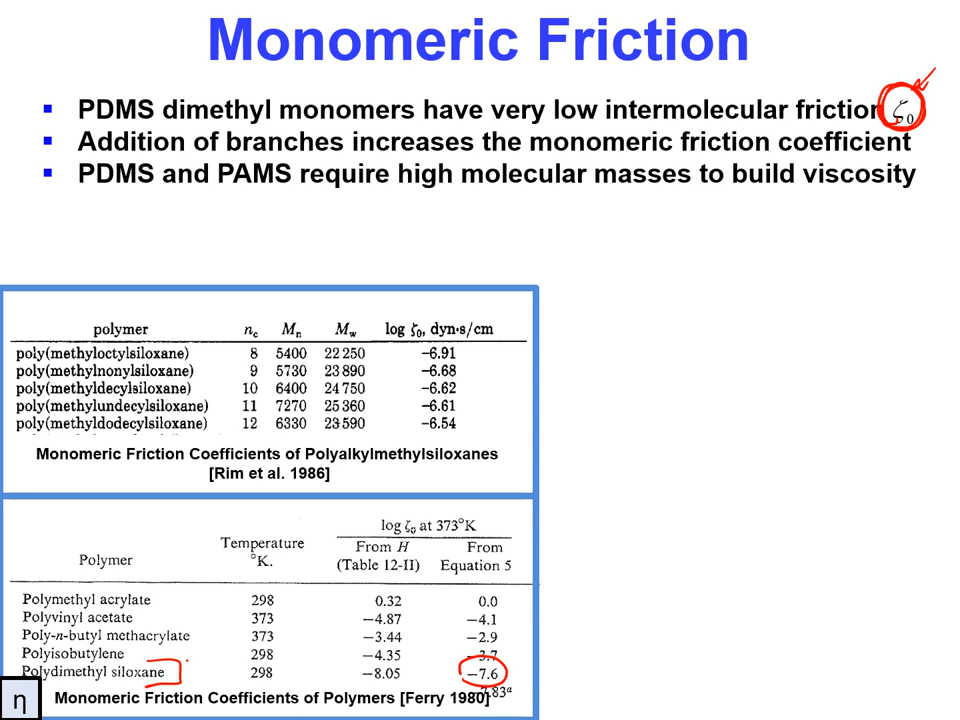 Monomeric Friction
▪ PDMS dimethyl monomers have very low intermolecular friction ζ₀
▪ Addition of branches increases the monomeric friction coefficient
▪ PDMS and PAMS require high molecular masses to build viscosity
polymer n_c M_n M_w log ζ₀, dyn·s/cm
poly(methyloctylsiloxane) 8 5400 22 250 −6.91
poly(methylnonylsiloxane) 9 5730 23 890 −6.68
poly(methyldecylsiloxane) 10 6400 24 750 −6.62
poly(methylundecylsiloxane) 11 7270 25 360 −6.61
poly(methyldodecylsiloxane) 12 6330 23 590 −6.54
Monomeric Friction Coefficients of Polyalkylmethylsiloxanes
[Rim et al. 1986]
log ζ₀ at 373°K
Temperature From H From
Polymer °K. (Table 12-II) Equation 5
Polymethyl acrylate 298 0.32 0.0
Polyvinyl acetate 373 −4.87 −4.1
Poly-n-butyl methacrylate 373 −3.44 −2.9
Polyisobutylene 298 −4.35 −3.7
Polydimethyl siloxane 298 −8.05 −7.6
Monomeric Friction Coefficients of Polymers [Ferry 1980]
η